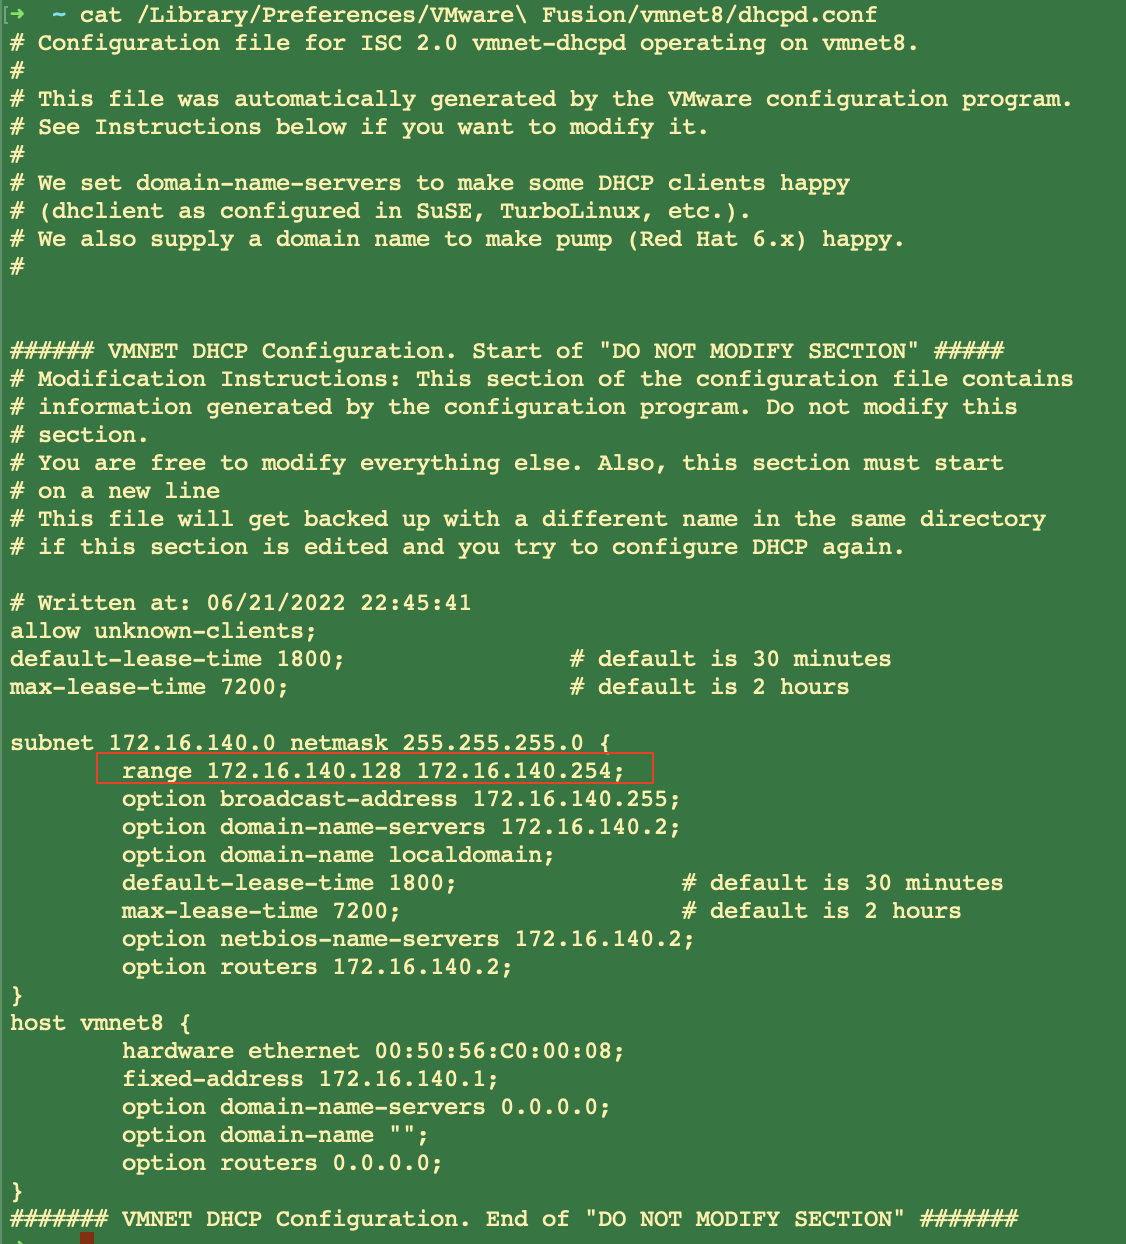 [➜  ~ cat /Library/Preferences/VMware\ Fusion/vmnet8/dhcpd.conf
# Configuration file for ISC 2.0 vmnet-dhcpd operating on vmnet8.
#
# This file was automatically generated by the VMware configuration program.
# See Instructions below if you want to modify it.
#
# We set domain-name-servers to make some DHCP clients happy
# (dhclient as configured in SuSE, TurboLinux, etc.).
# We also supply a domain name to make pump (Red Hat 6.x) happy.
#
###### VMNET DHCP Configuration. Start of "DO NOT MODIFY SECTION" #####
# Modification Instructions: This section of the configuration file contains
# information generated by the configuration program. Do not modify this
# section.
# You are free to modify everything else. Also, this section must start
# on a new line
# This file will get backed up with a different name in the same directory
# if this section is edited and you try to configure DHCP again.
# Written at: 06/21/2022 22:45:41
allow unknown-clients;
default-lease-time 1800;                # default is 30 minutes
max-lease-time 7200;                    # default is 2 hours
subnet 172.16.140.0 netmask 255.255.255.0 {
        range 172.16.140.128 172.16.140.254;
        option broadcast-address 172.16.140.255;
        option domain-name-servers 172.16.140.2;
        option domain-name localdomain;
        default-lease-time 1800;                # default is 30 minutes
        max-lease-time 7200;                    # default is 2 hours
        option netbios-name-servers 172.16.140.2;
        option routers 172.16.140.2;
}
host vmnet8 {
        hardware ethernet 00:50:56:C0:00:08;
        fixed-address 172.16.140.1;
        option domain-name-servers 0.0.0.0;
        option domain-name "";
        option routers 0.0.0.0;
}
####### VMNET DHCP Configuration. End of "DO NOT MODIFY SECTION" #######